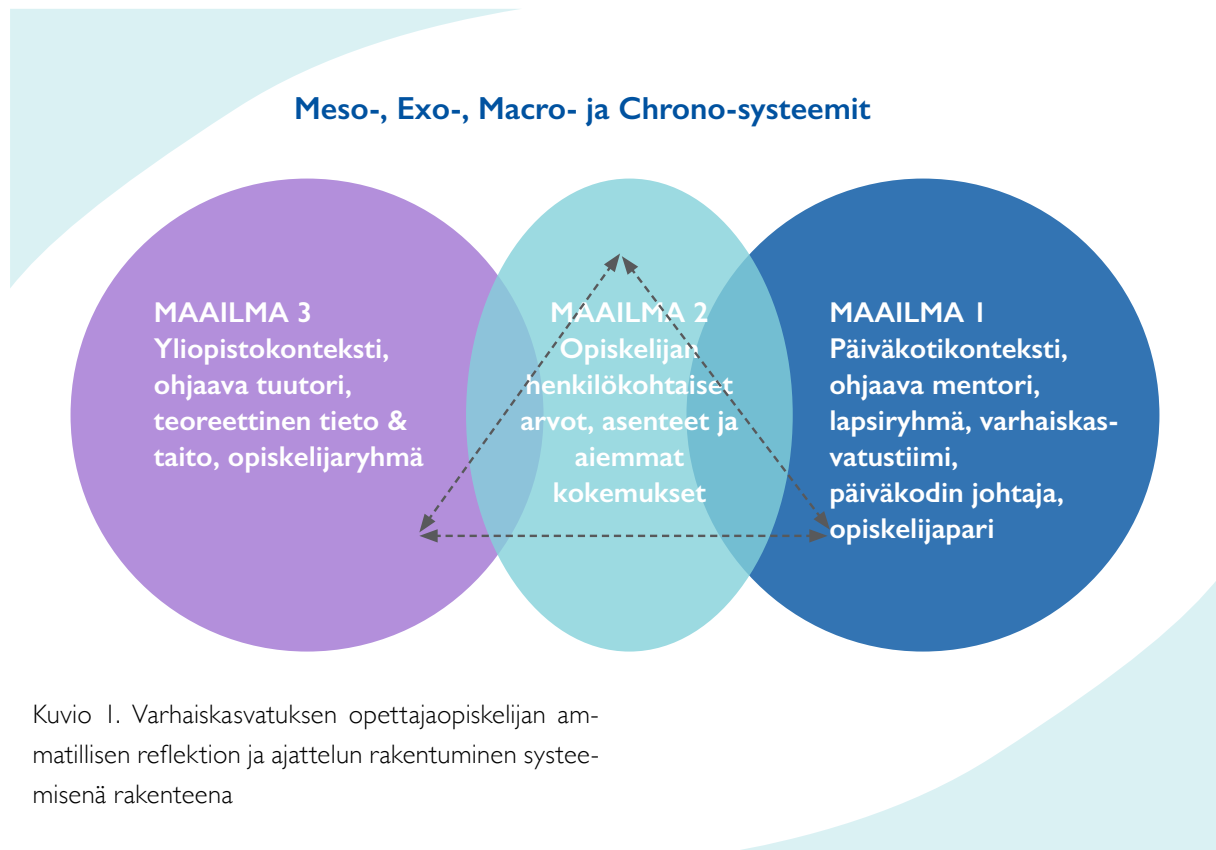 Meso-, Exo-, Macro- ja Chrono-systeemit
MAAILMA 3
Yliopistokonteksti,
ohjaava tuutori,
teoreettinen tieto &
taito, opiskelijaryhmä
MAAILMA 2
Opiskelijan
henkilökohtaiset
arvot, asenteet ja
aiemmat
kokemukset
MAAILMA 1
Päiväkotikonteksti,
ohjaava mentori,
lapsiryhmä, varhaiskas-
vatustiimi,
päiväkodin johtaja,
opiskelijapari
Kuvio 1. Varhaiskasvatuksen opettajaopiskelijan am-
matillisen reflektion ja ajattelun rakentuminen systee-
misenä rakenteena